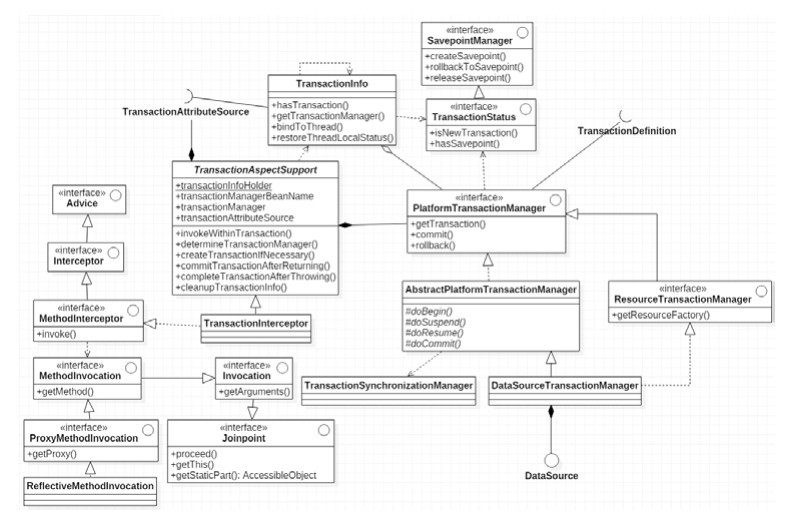 «interface»
SavepointManager
+createSavepoint()
+rollbackToSavepoint()
+releaseSavepoint()
TransactionInfo
+hasTransaction()
+getTransactionManager()
+bindToThread()
+restoreThreadLocalStatus()
TransactionAttributeSource
«interface»
TransactionStatus
+isNewTransaction()
+hasSavepoint()
TransactionDefinition
TransactionAspectSupport
+transactionInfoHolder
+transactionManagerBeanName
+transactionManager
+transactionAttributeSource
+invokeWithinTransaction()
+determineTransactionManager()
+createTransactionIfNecessary()
+commitTransactionAfterReturning()
+completeTransactionAfterThrowing()
+cleanupTransactionInfo()
«interface»
Advice
«interface»
PlatformTransactionManager
+getTransaction()
+commit()
+rollback()
«interface»
Interceptor
AbstractPlatformTransactionManager
#doBegin()
#doSuspend()
#doResume()
#doCommit()
«interface»
ResourceTransactionManager
+getResourceFactory()
«interface»
MethodInterceptor
+invoke()
TransactionInterceptor
«interface»
MethodInvocation
+getMethod()
«interface»
Invocation
+getArguments()
TransactionSynchronizationManager
DataSourceTransactionManager
«interface»
ProxyMethodInvocation
+getProxy()
«interface»
Joinpoint
+proceed()
+getThis()
+getStaticPart(): AccessibleObject
DataSource
ReflectiveMethodInvocation